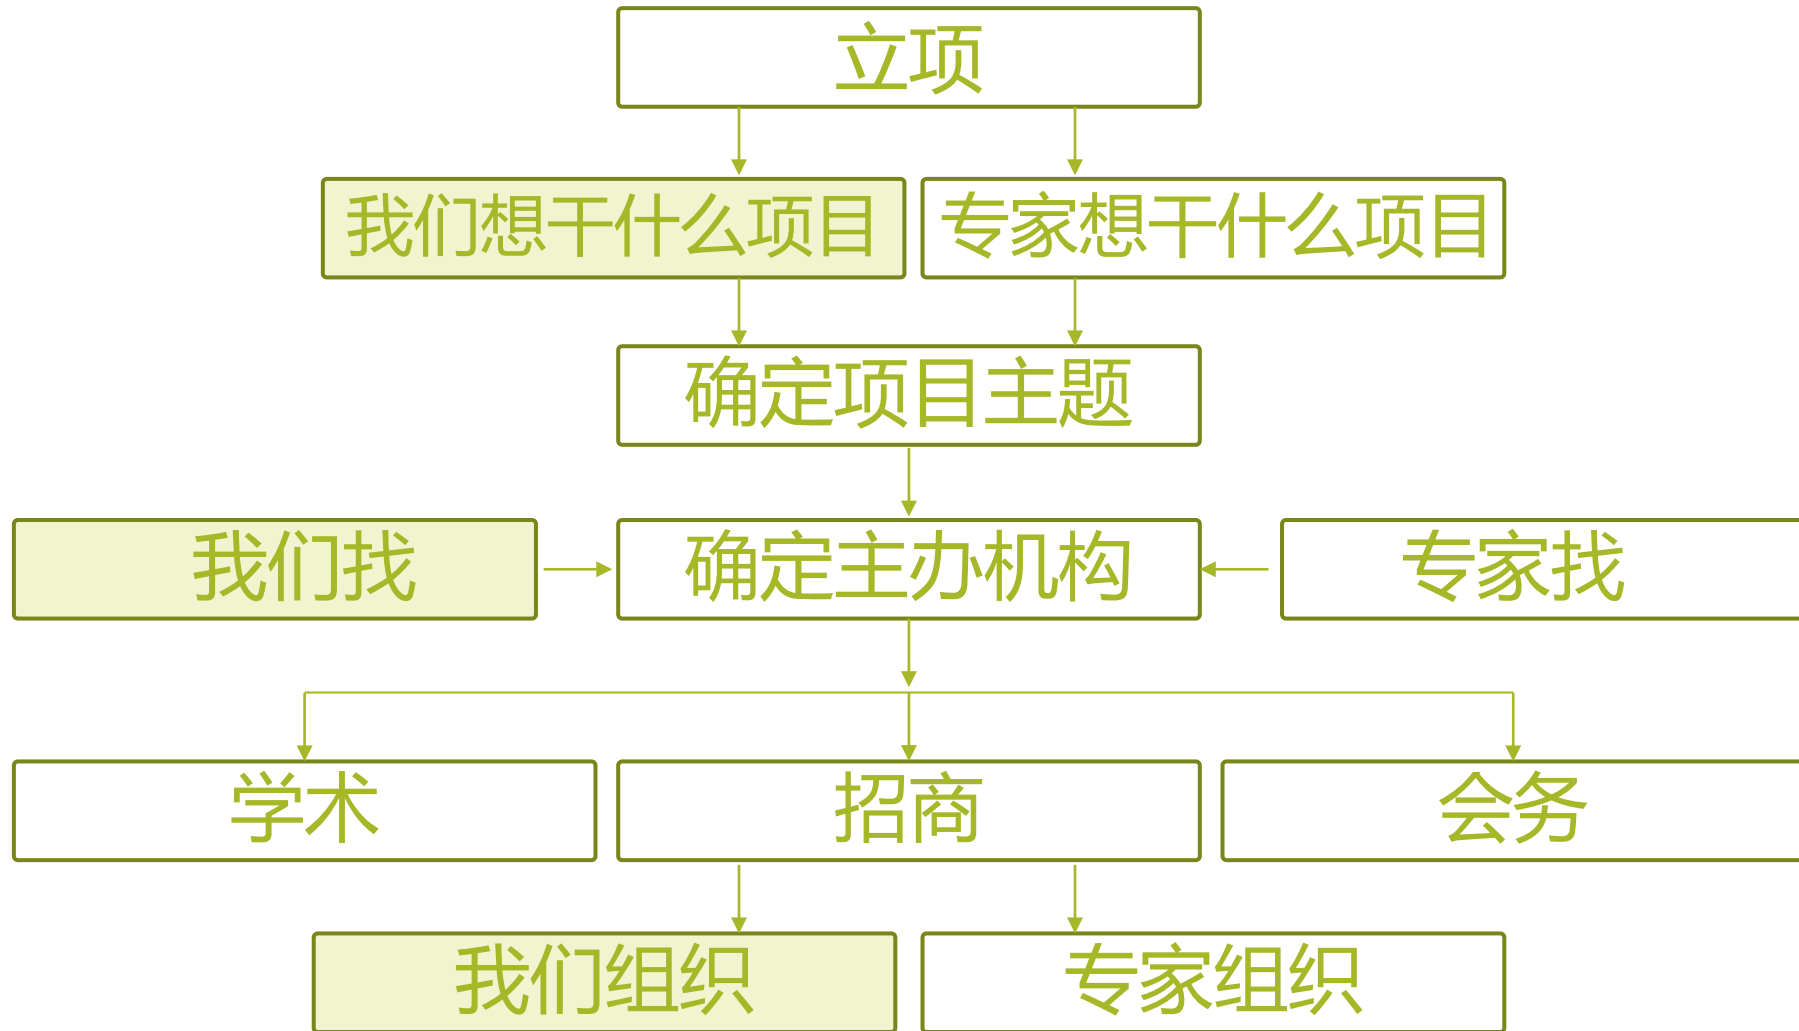 立项
我们想干什么项目
专家想干什么项目
确定项目主题
我们找
确定主办机构
专家找
学术
招商
会务
我们组织
专家组织